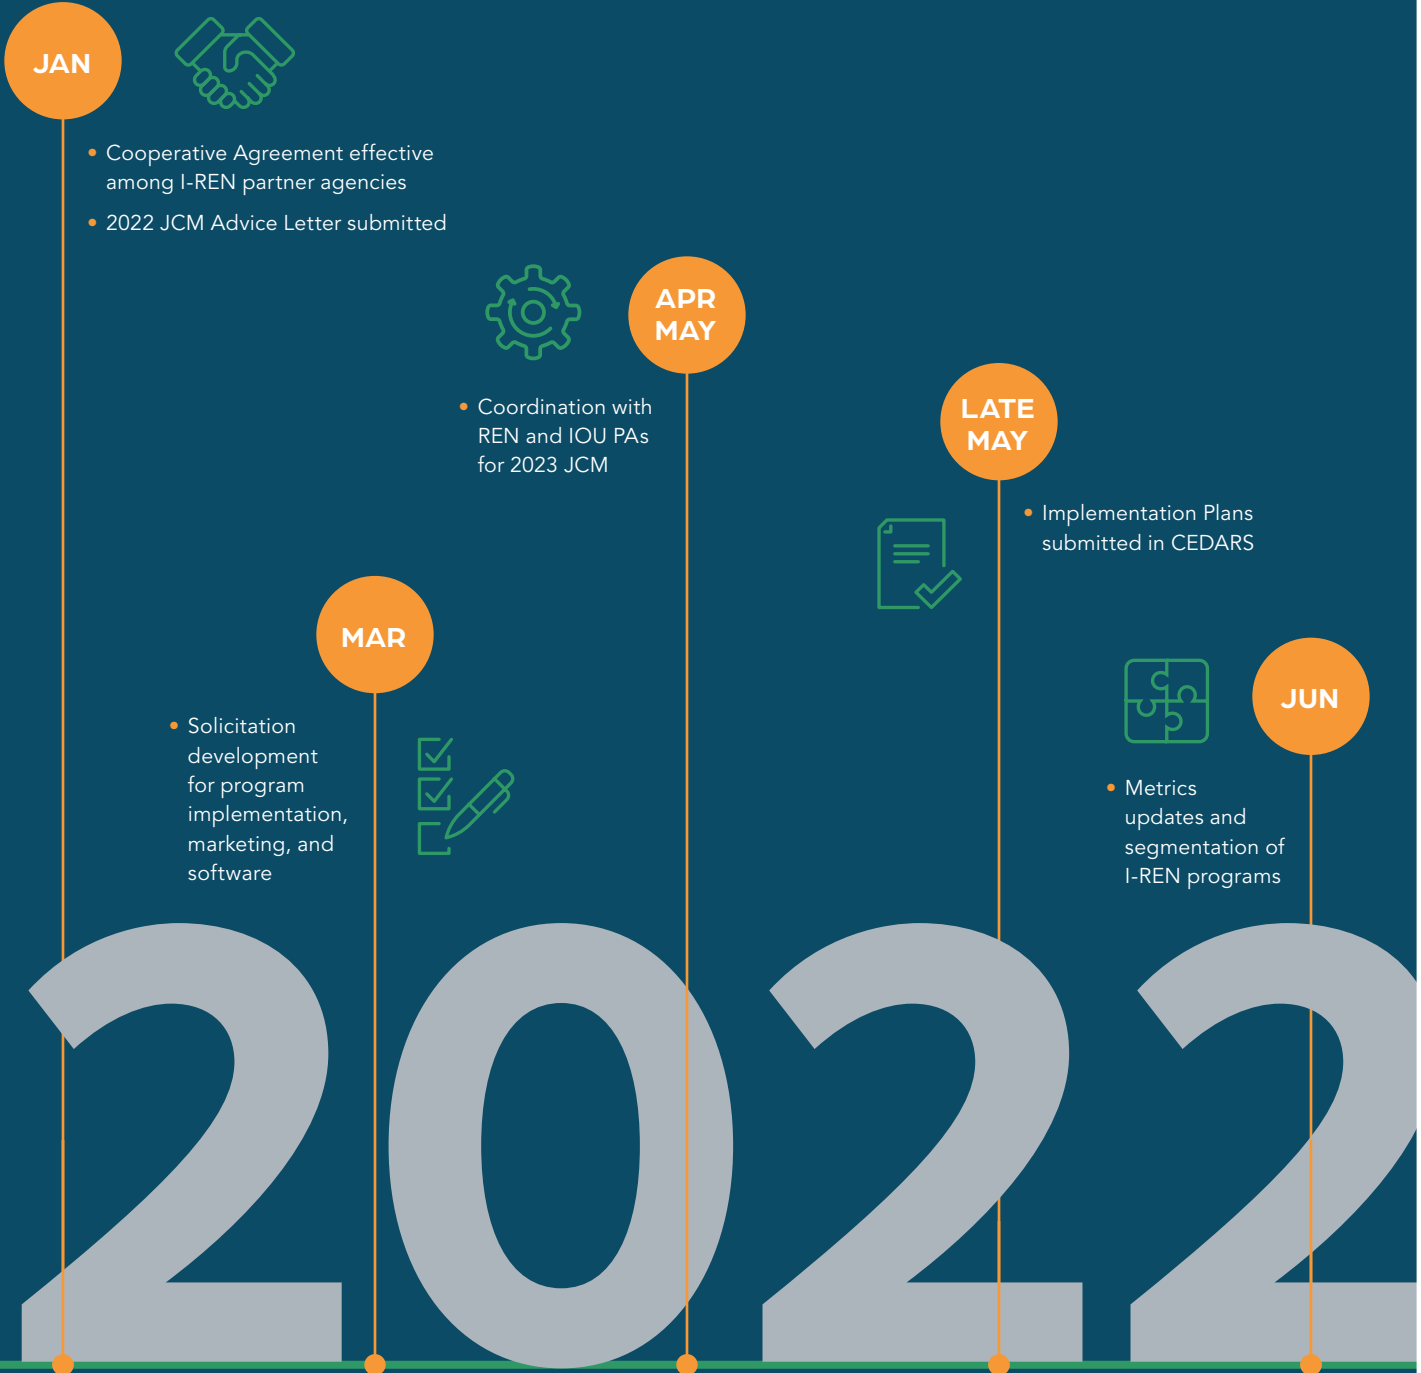 JAN
• Cooperative Agreement effective
among I-REN partner agencies
• 2022 JCM Advice Letter submitted
MAR
• Solicitation
development
for program
implementation,
marketing, and
software
APR
MAY
• Coordination with
REN and IOU PAs
for 2023 JCM
LATE
MAY
• Implementation Plans
submitted in CEDARS
JUN
• Metrics
updates and
segmentation of
I-REN programs
2022